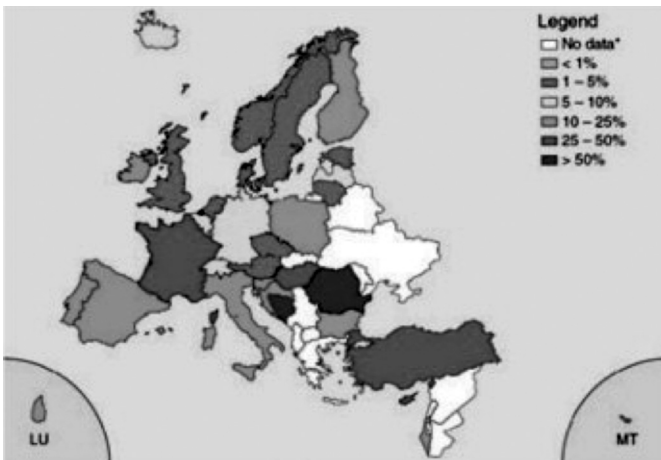 Legend
No data*
< 1%
1 – 5%
5 – 10%
10 – 25%
25 – 50%
> 50%
LU
MT